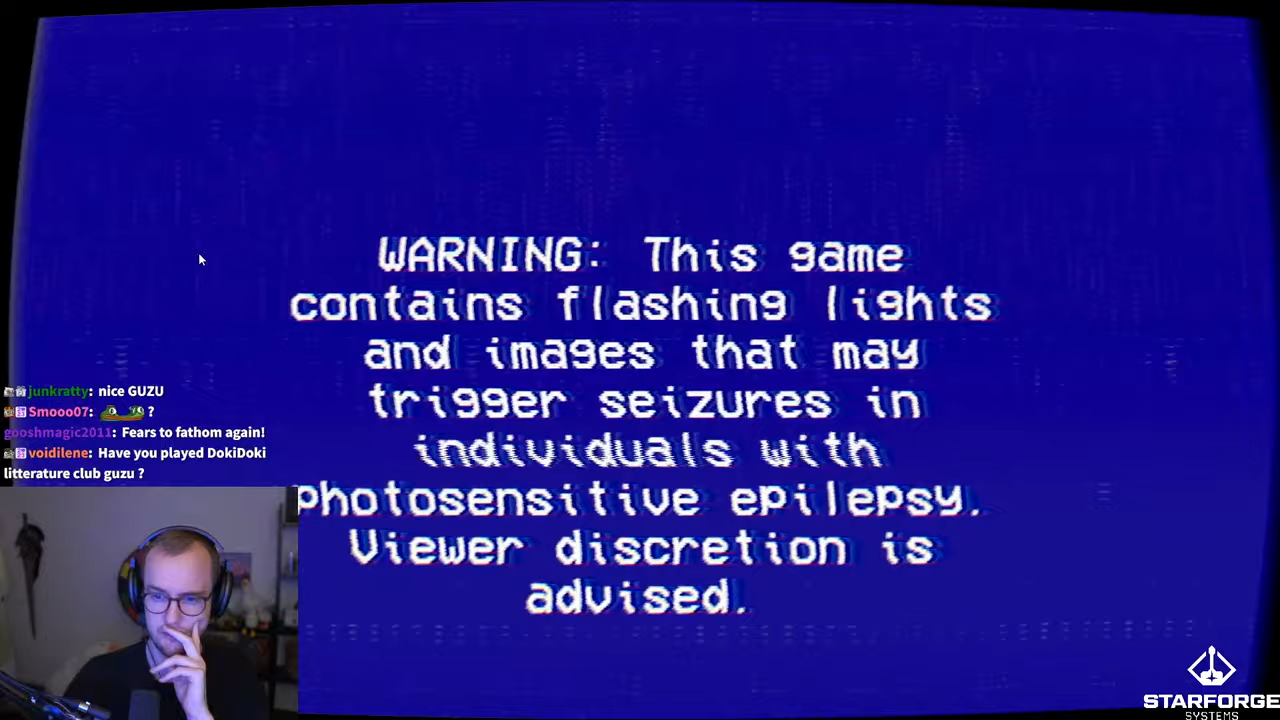 WARNING: This game
contains flashing lights
and images that may
trigger seizures in
individuals with
photosensitive epilepsy.
Viewer discretion is
advised.
junkratty: nice GUZU
Smooo07: ?
gooshmagic2011: Fears to fathom again!
voidilene: Have you played DokiDoki
litterature club guzu ?
STARFORGE
SYSTEMS